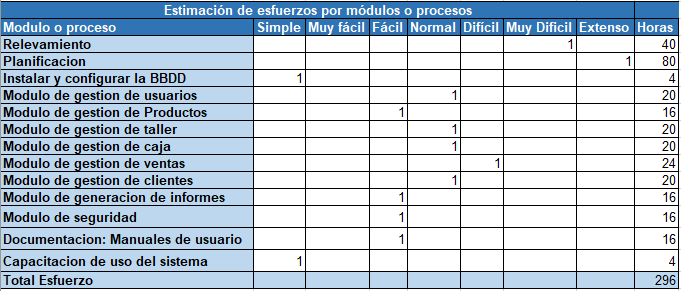 Estimación de esfuerzos por módulos o procesos
Modulo o proceso Simple Muy fácil Fácil Normal Difícil Muy Difícil Extenso Horas
Relevamiento 1 40
Planificacion 1 80
Instalar y configurar la BBDD 1 4
Modulo de gestion de usuarios 1 20
Modulo de gestion de Productos 1 16
Modulo de gestion de taller 1 20
Modulo de gestion de caja 1 20
Modulo de gestion de ventas 1 24
Modulo de gestion de clientes 1 20
Modulo de generacion de informes 1 16
Modulo de seguridad 1 16
Documentacion: Manuales de usuario 1 16
Capacitacion de uso del sistema 1 4
Total Esfuerzo 296